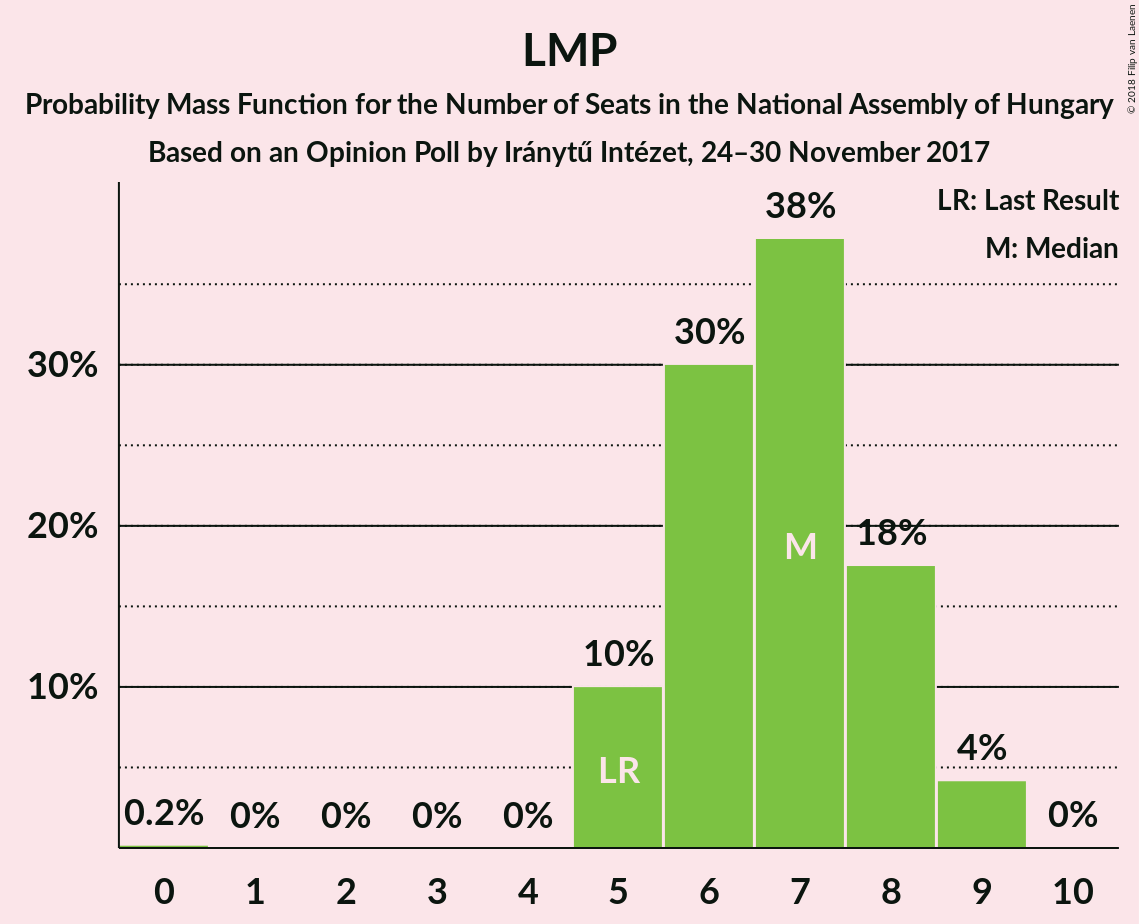 LMP
Probability Mass Function for the Number of Seats in the National Assembly of Hungary
Based on an Opinion Poll by Iránytű Intézet, 24–30 November 2017
© 2018 Filip van Laenen
LR: Last Result
M: Median
38%
30%
30%
20%
18%
M
10%
10%
LR
4%
0.2%
0%
0%
0%
0%
0%
0 1 2 3 4 5 6 7 8 9 10